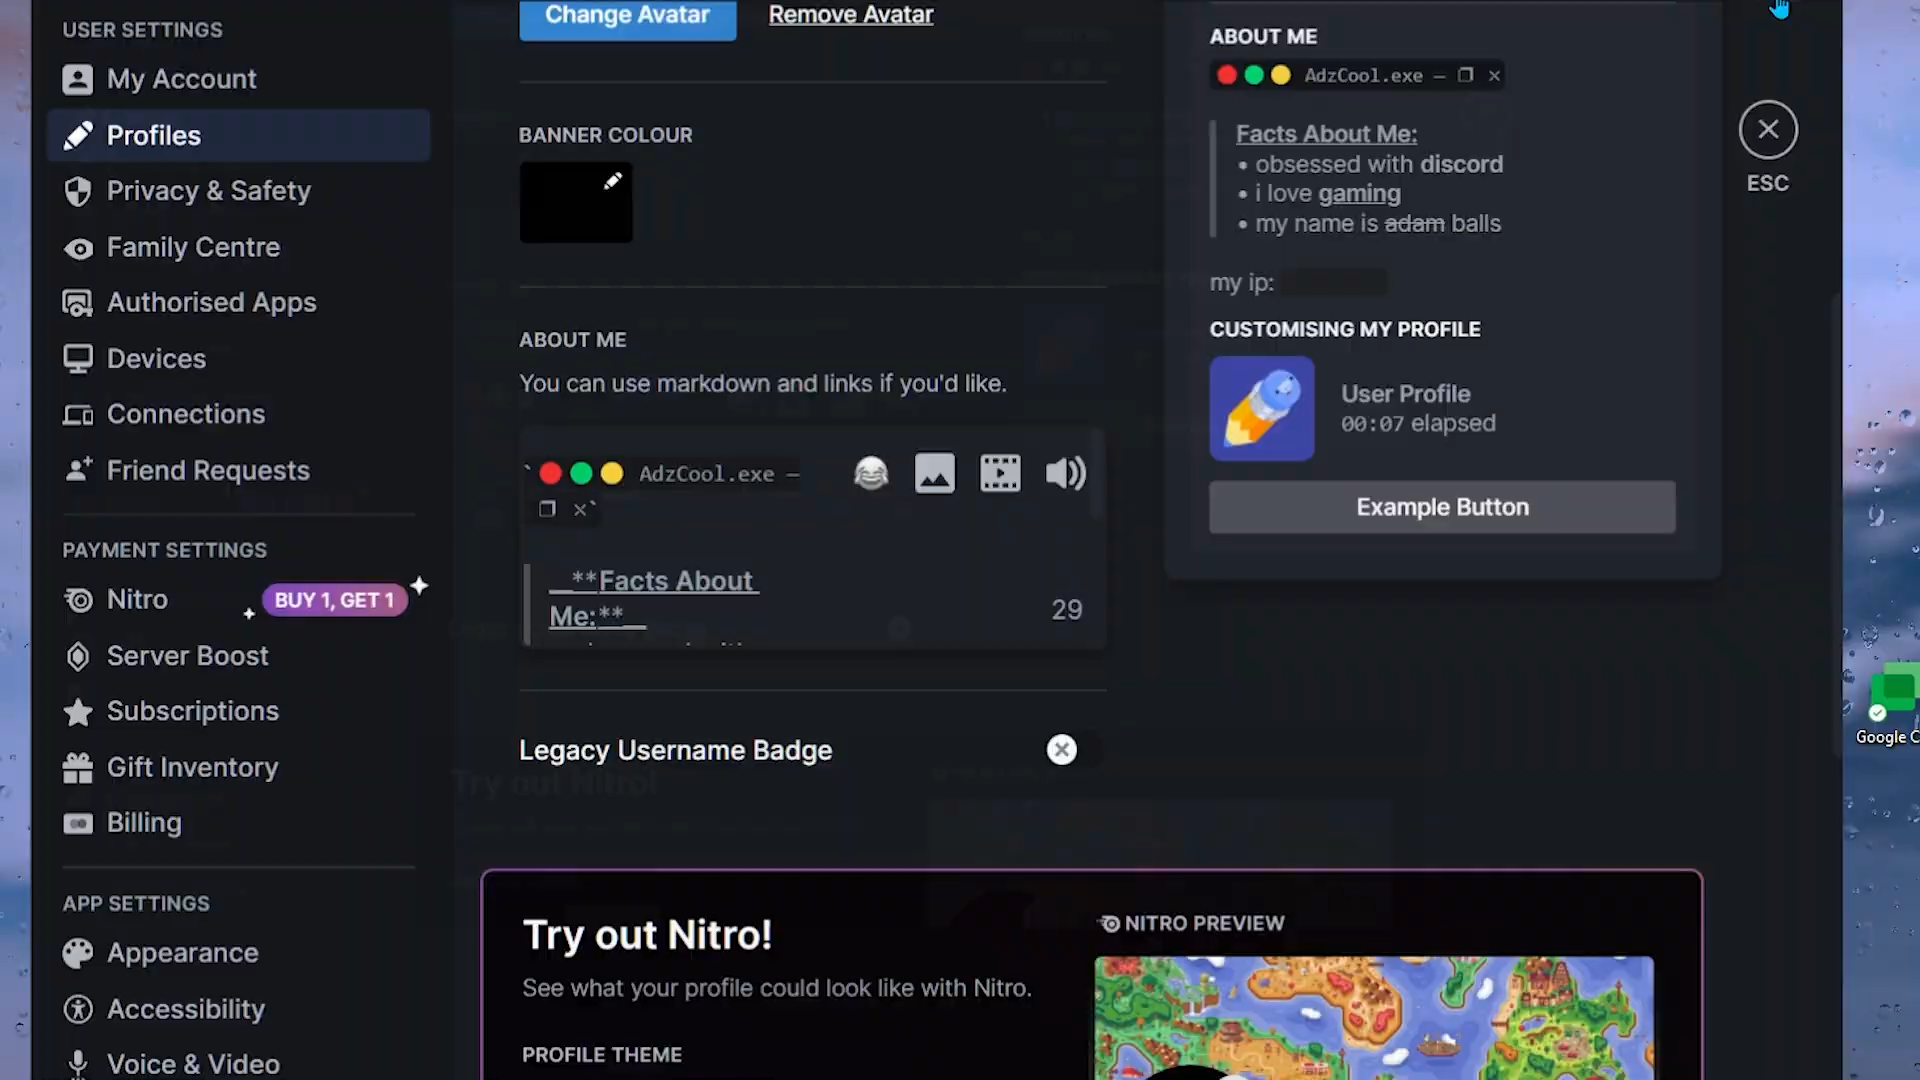 USER SETTINGS
My Account
Profiles
Privacy & Safety
Family Centre
Authorised Apps
Devices
Connections
Friend Requests
PAYMENT SETTINGS
Nitro
BUY 1, GET 1
Server Boost
Subscriptions
Gift Inventory
Billing
APP SETTINGS
Appearance
Accessibility
Voice & Video
Change Avatar
Remove Avatar
BANNER COLOUR
ABOUT ME
You can use markdown and links if you'd like.
` AdzCool.exe –
❐ ×`
__**Facts About
Me:**__
29
Legacy Username Badge
Try out Nitro!
See what your profile could look like with Nitro.
PROFILE THEME
NITRO PREVIEW
ABOUT ME
AdzCool.exe – ❐ ×
Facts About Me:
• obsessed with discord
• i love gaming
• my name is adam balls
my ip:
CUSTOMISING MY PROFILE
User Profile
00:07 elapsed
Example Button
ESC
Google C